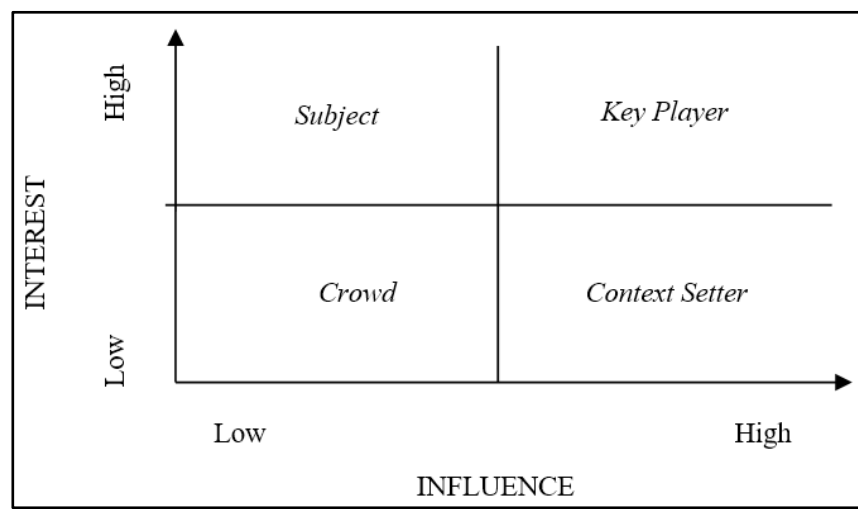 High
Subject
Key Player
INTEREST
Crowd
Context Setter
Low
Low
High
INFLUENCE